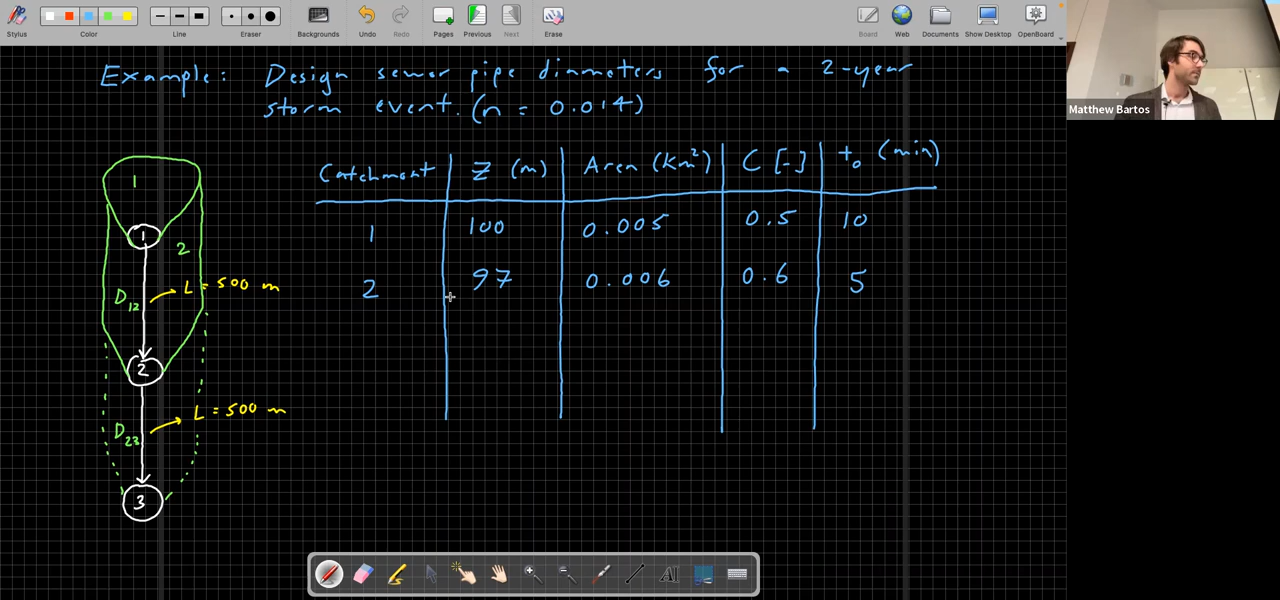 Stylus
Color
Line
Eraser
Backgrounds
Undo
Redo
Pages
Previous
Next
Erase
Board
Web
Documents
Show Desktop
OpenBoard
Matthew Bartos
Example: Design sewer pipe diameters for a 2-year
storm event. (n = 0.014)
Catchment Z (m) Area (km²) C [-] t₀ (min)
1 100 0.005 0.5 10
2 97 0.006 0.6 5
1
1
2
D₁₂ L = 500 m
2
D₂₃ L = 500 m
3